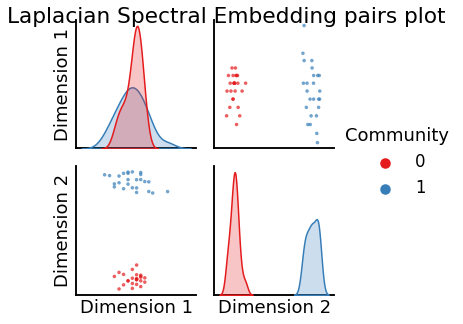 Laplacian Spectral Embedding pairs plot
Dimension 1
Community
0
1
Dimension 2
Dimension 1
Dimension 2